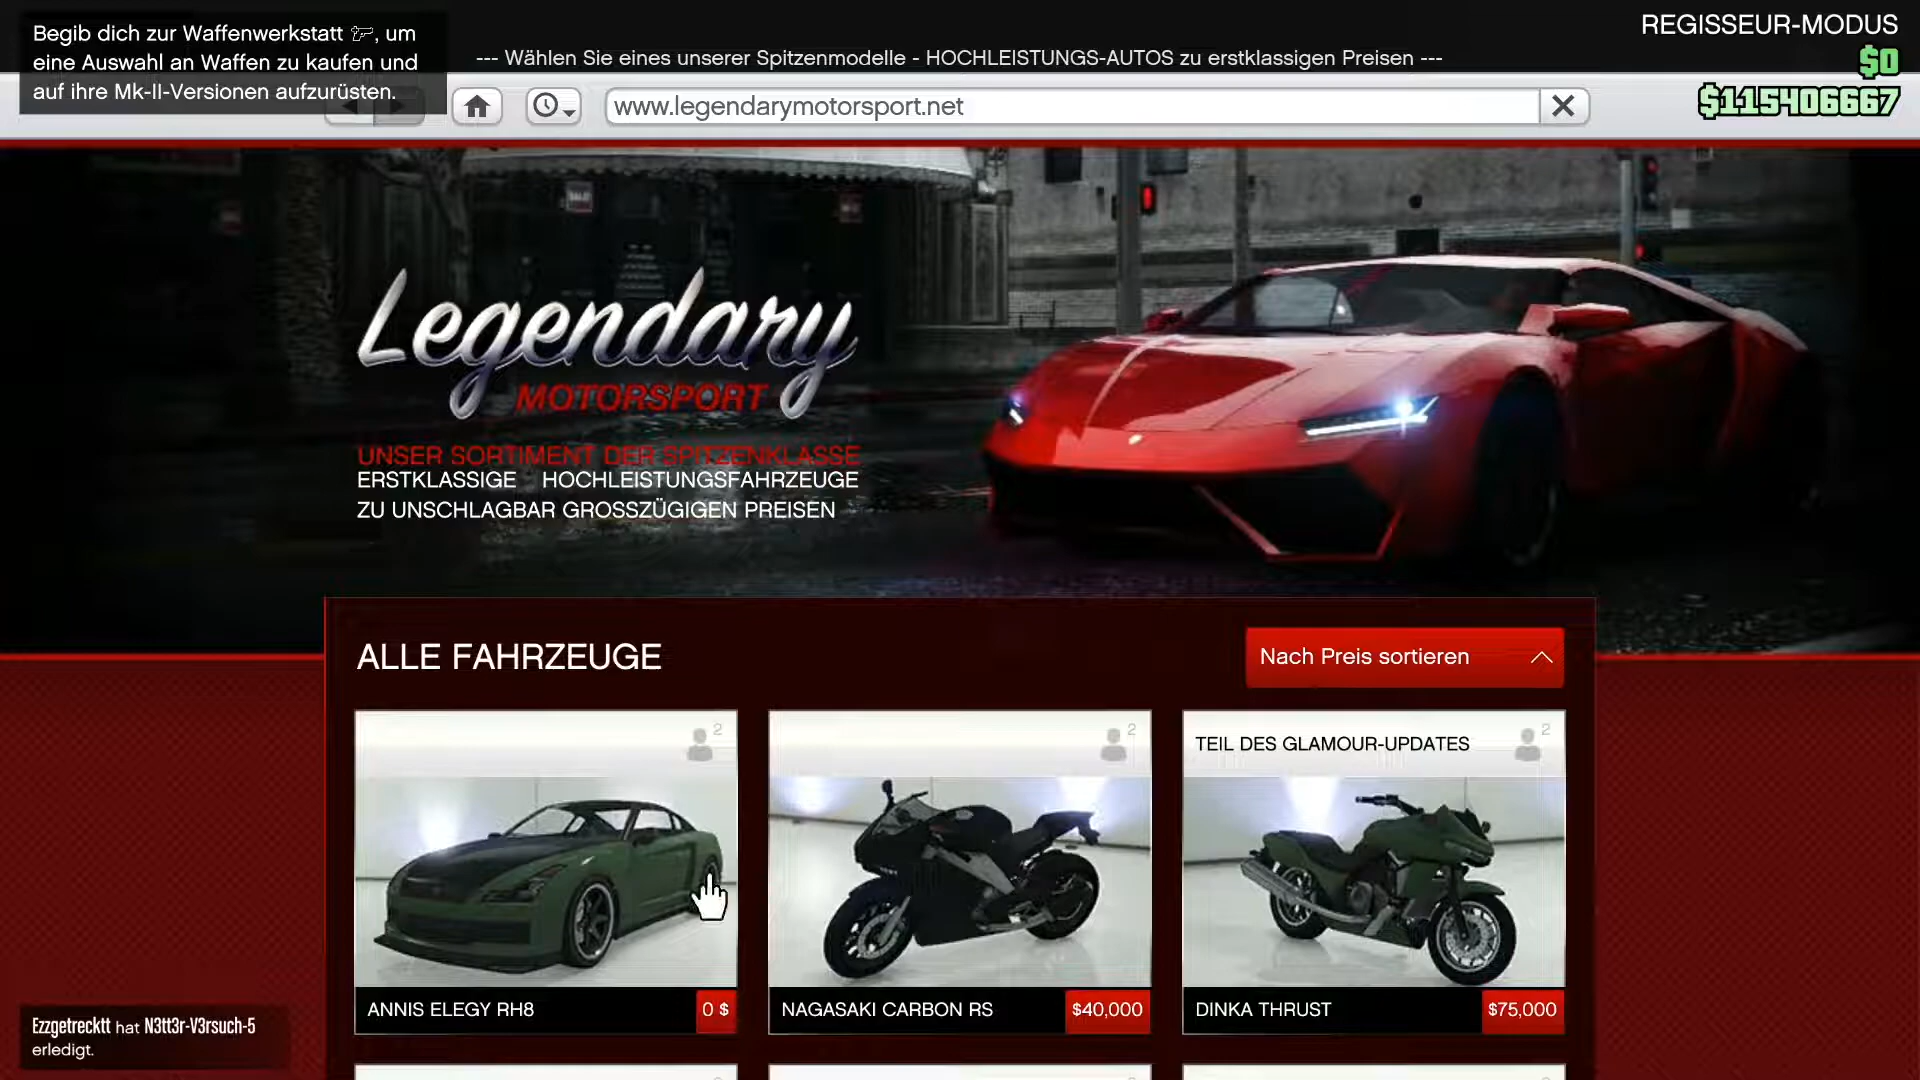 Begib dich zur Waffenwerkstatt , um
eine Auswahl an Waffen zu kaufen und
auf ihre Mk-II-Versionen aufzurüsten.
--- Wählen Sie eines unserer Spitzenmodelle - HOCHLEISTUNGS-AUTOS zu erstklassigen Preisen ---
REGISSEUR-MODUS
$0
$115406667
www.legendarymotorsport.net
Legendary
MOTORSPORT
UNSER SORTIMENT DER SPITZENKLASSE
ERSTKLASSIGE HOCHLEISTUNGSFAHRZEUGE
ZU UNSCHLAGBAR GROSSZÜGIGEN PREISEN
ALLE FAHRZEUGE
Nach Preis sortieren
2
2
TEIL DES GLAMOUR-UPDATES
2
ANNIS ELEGY RH8
0 $
NAGASAKI CARBON RS
$40,000
DINKA THRUST
$75,000
Ezzgetrecktt hat N3tt3r-V3rsuch-5
erledigt.